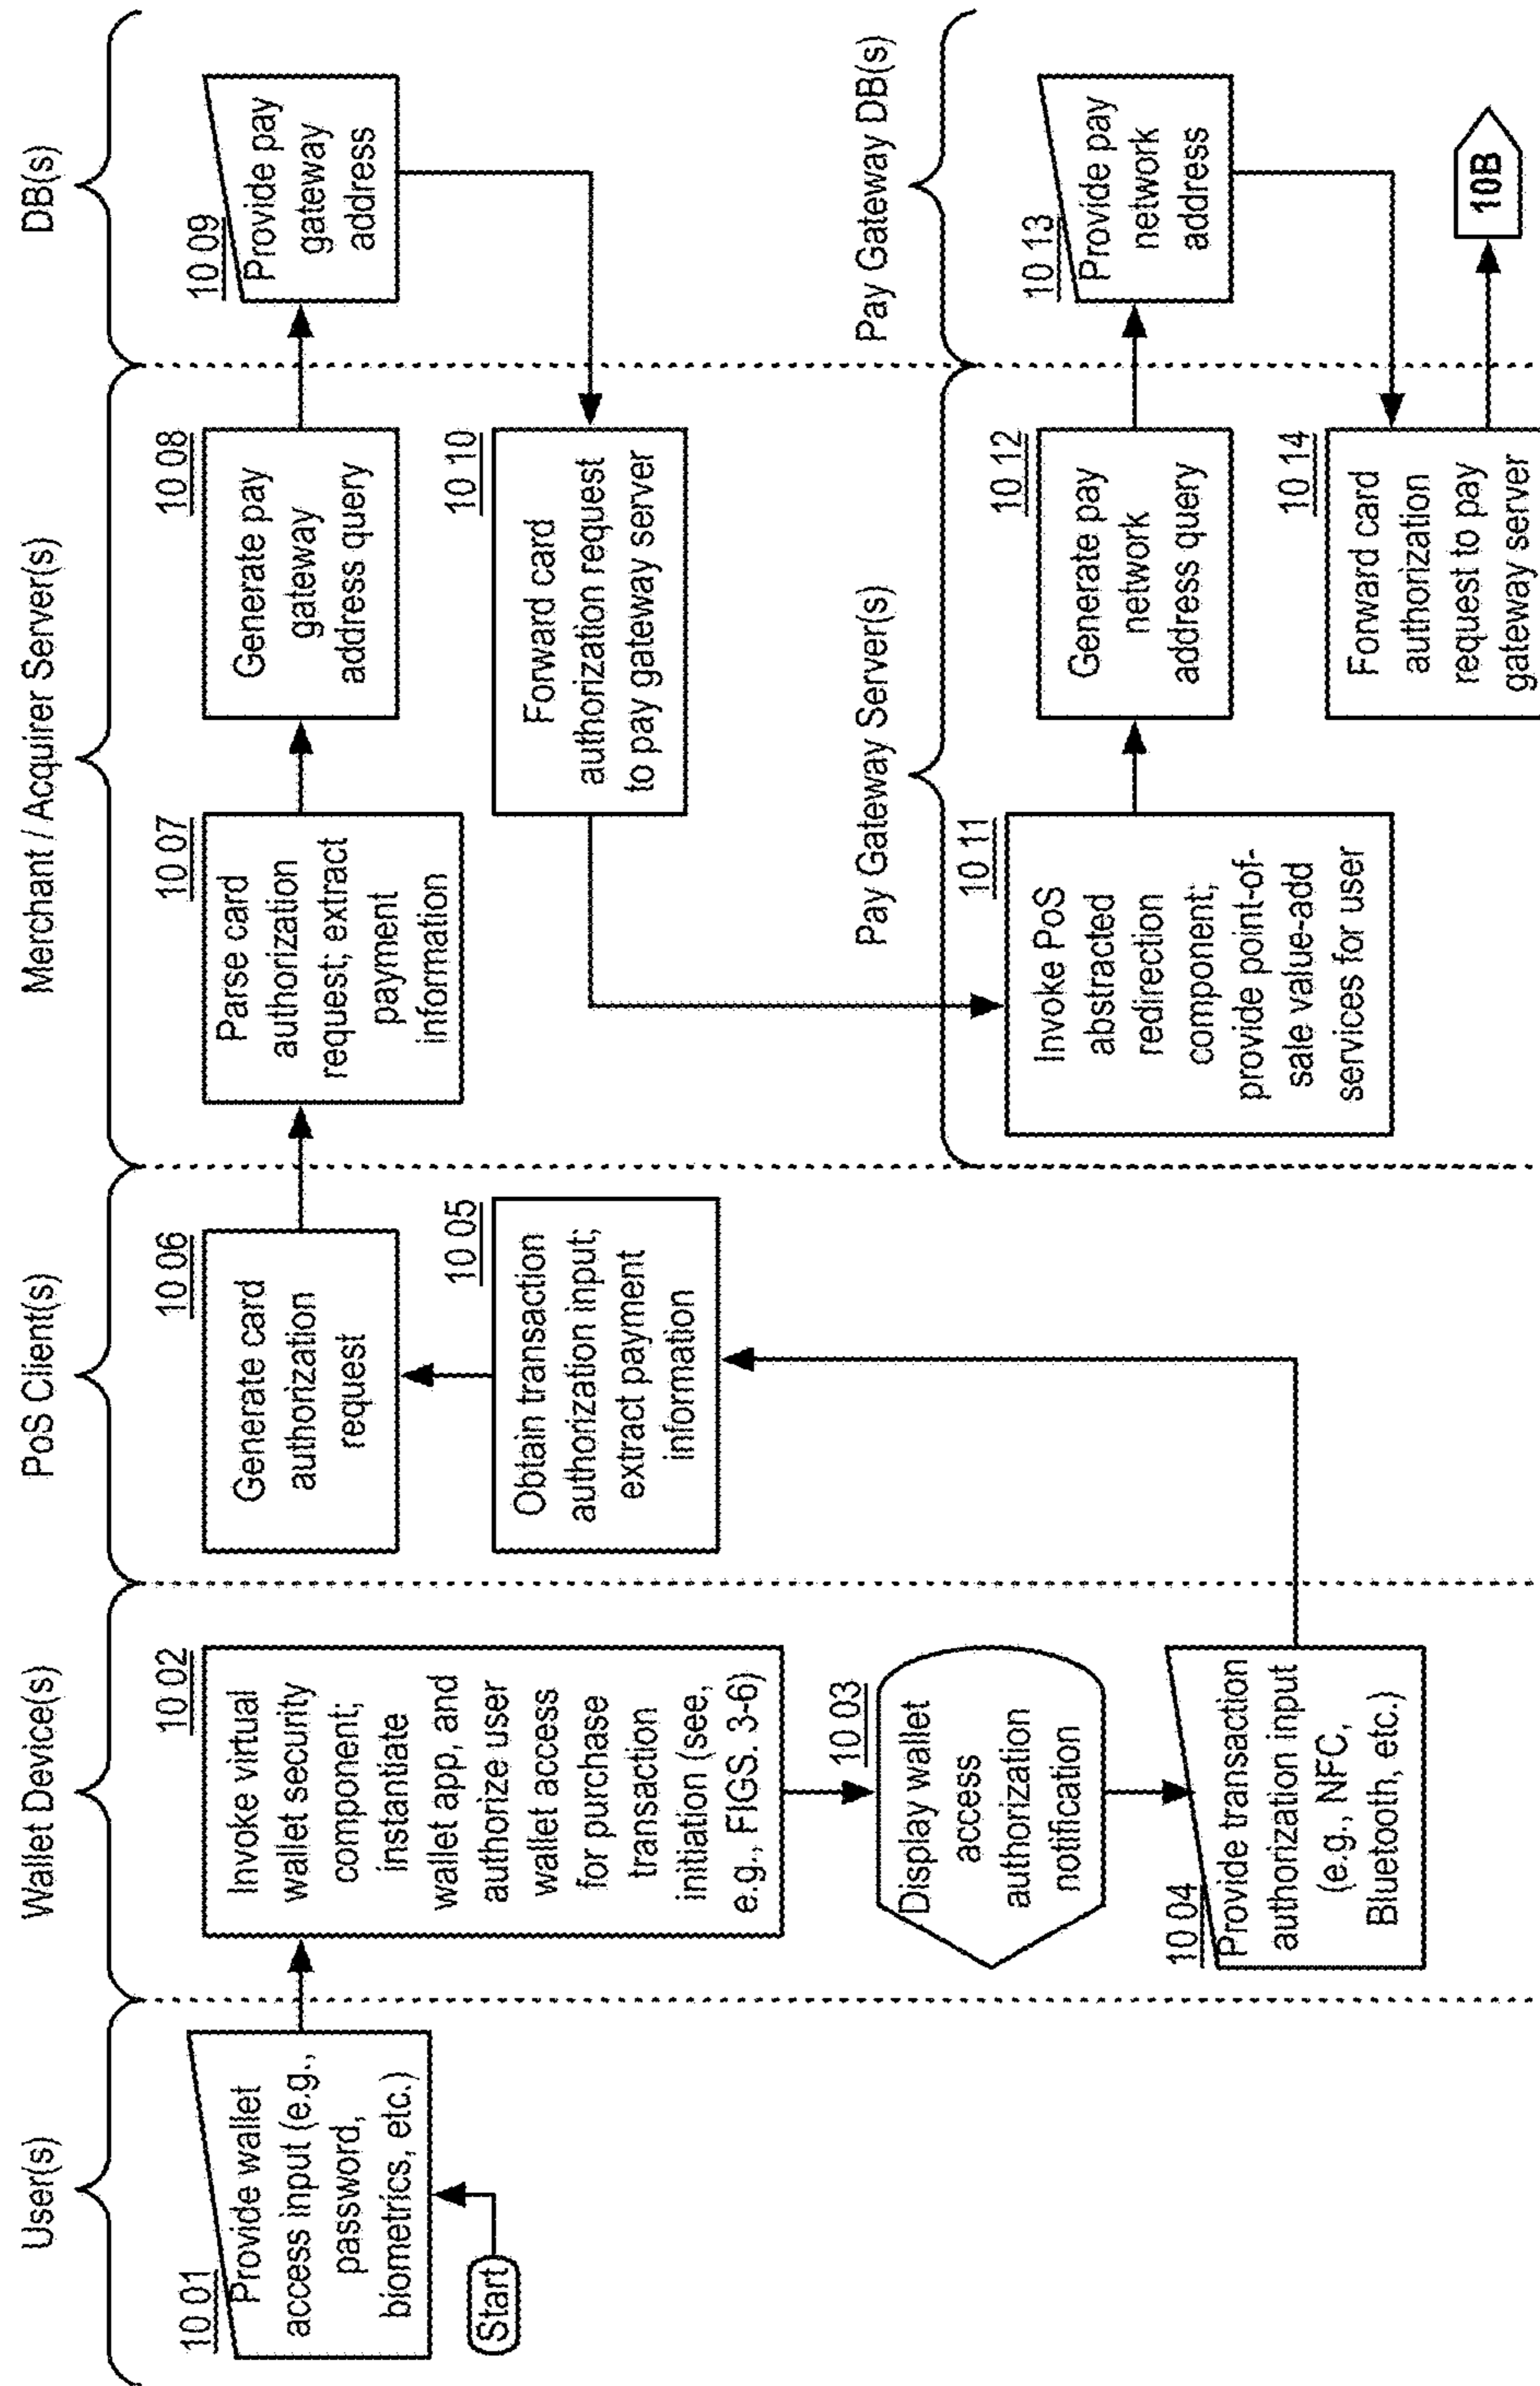 User(s)
Wallet Device(s)
PoS Client(s)
Merchant / Acquirer Server(s)
DB(s)
10 01
Provide wallet
access input (e.g.,
password,
biometrics, etc.)
Start
10 02
Invoke virtual
wallet security
component;
instantiate
wallet app, and
authorize user
wallet access
for purchase
transaction
initiation (see,
e.g., FIGS. 3-6)
10 03
Display wallet
access
authorization
notification
10 04
Provide transaction
authorization input
(e.g., NFC,
Bluetooth, etc.)
10 06
Generate card
authorization
request
10 05
Obtain transaction
authorization input;
extract payment
information
10 07
Parse card
authorization
request; extract
payment
information
10 08
Generate pay
gateway
address query
10 09
Provide pay
gateway
address
10 10
Forward card
authorization request
to pay gateway server
Pay Gateway Server(s)
Pay Gateway DB(s)
10 11
Invoke PoS
abstracted
redirection
component;
provide point-of-
sale value-add
services for user
10 12
Generate pay
network
address query
10 13
Provide pay
network
address
10 14
Forward card
authorization
request to pay
gateway server
10B